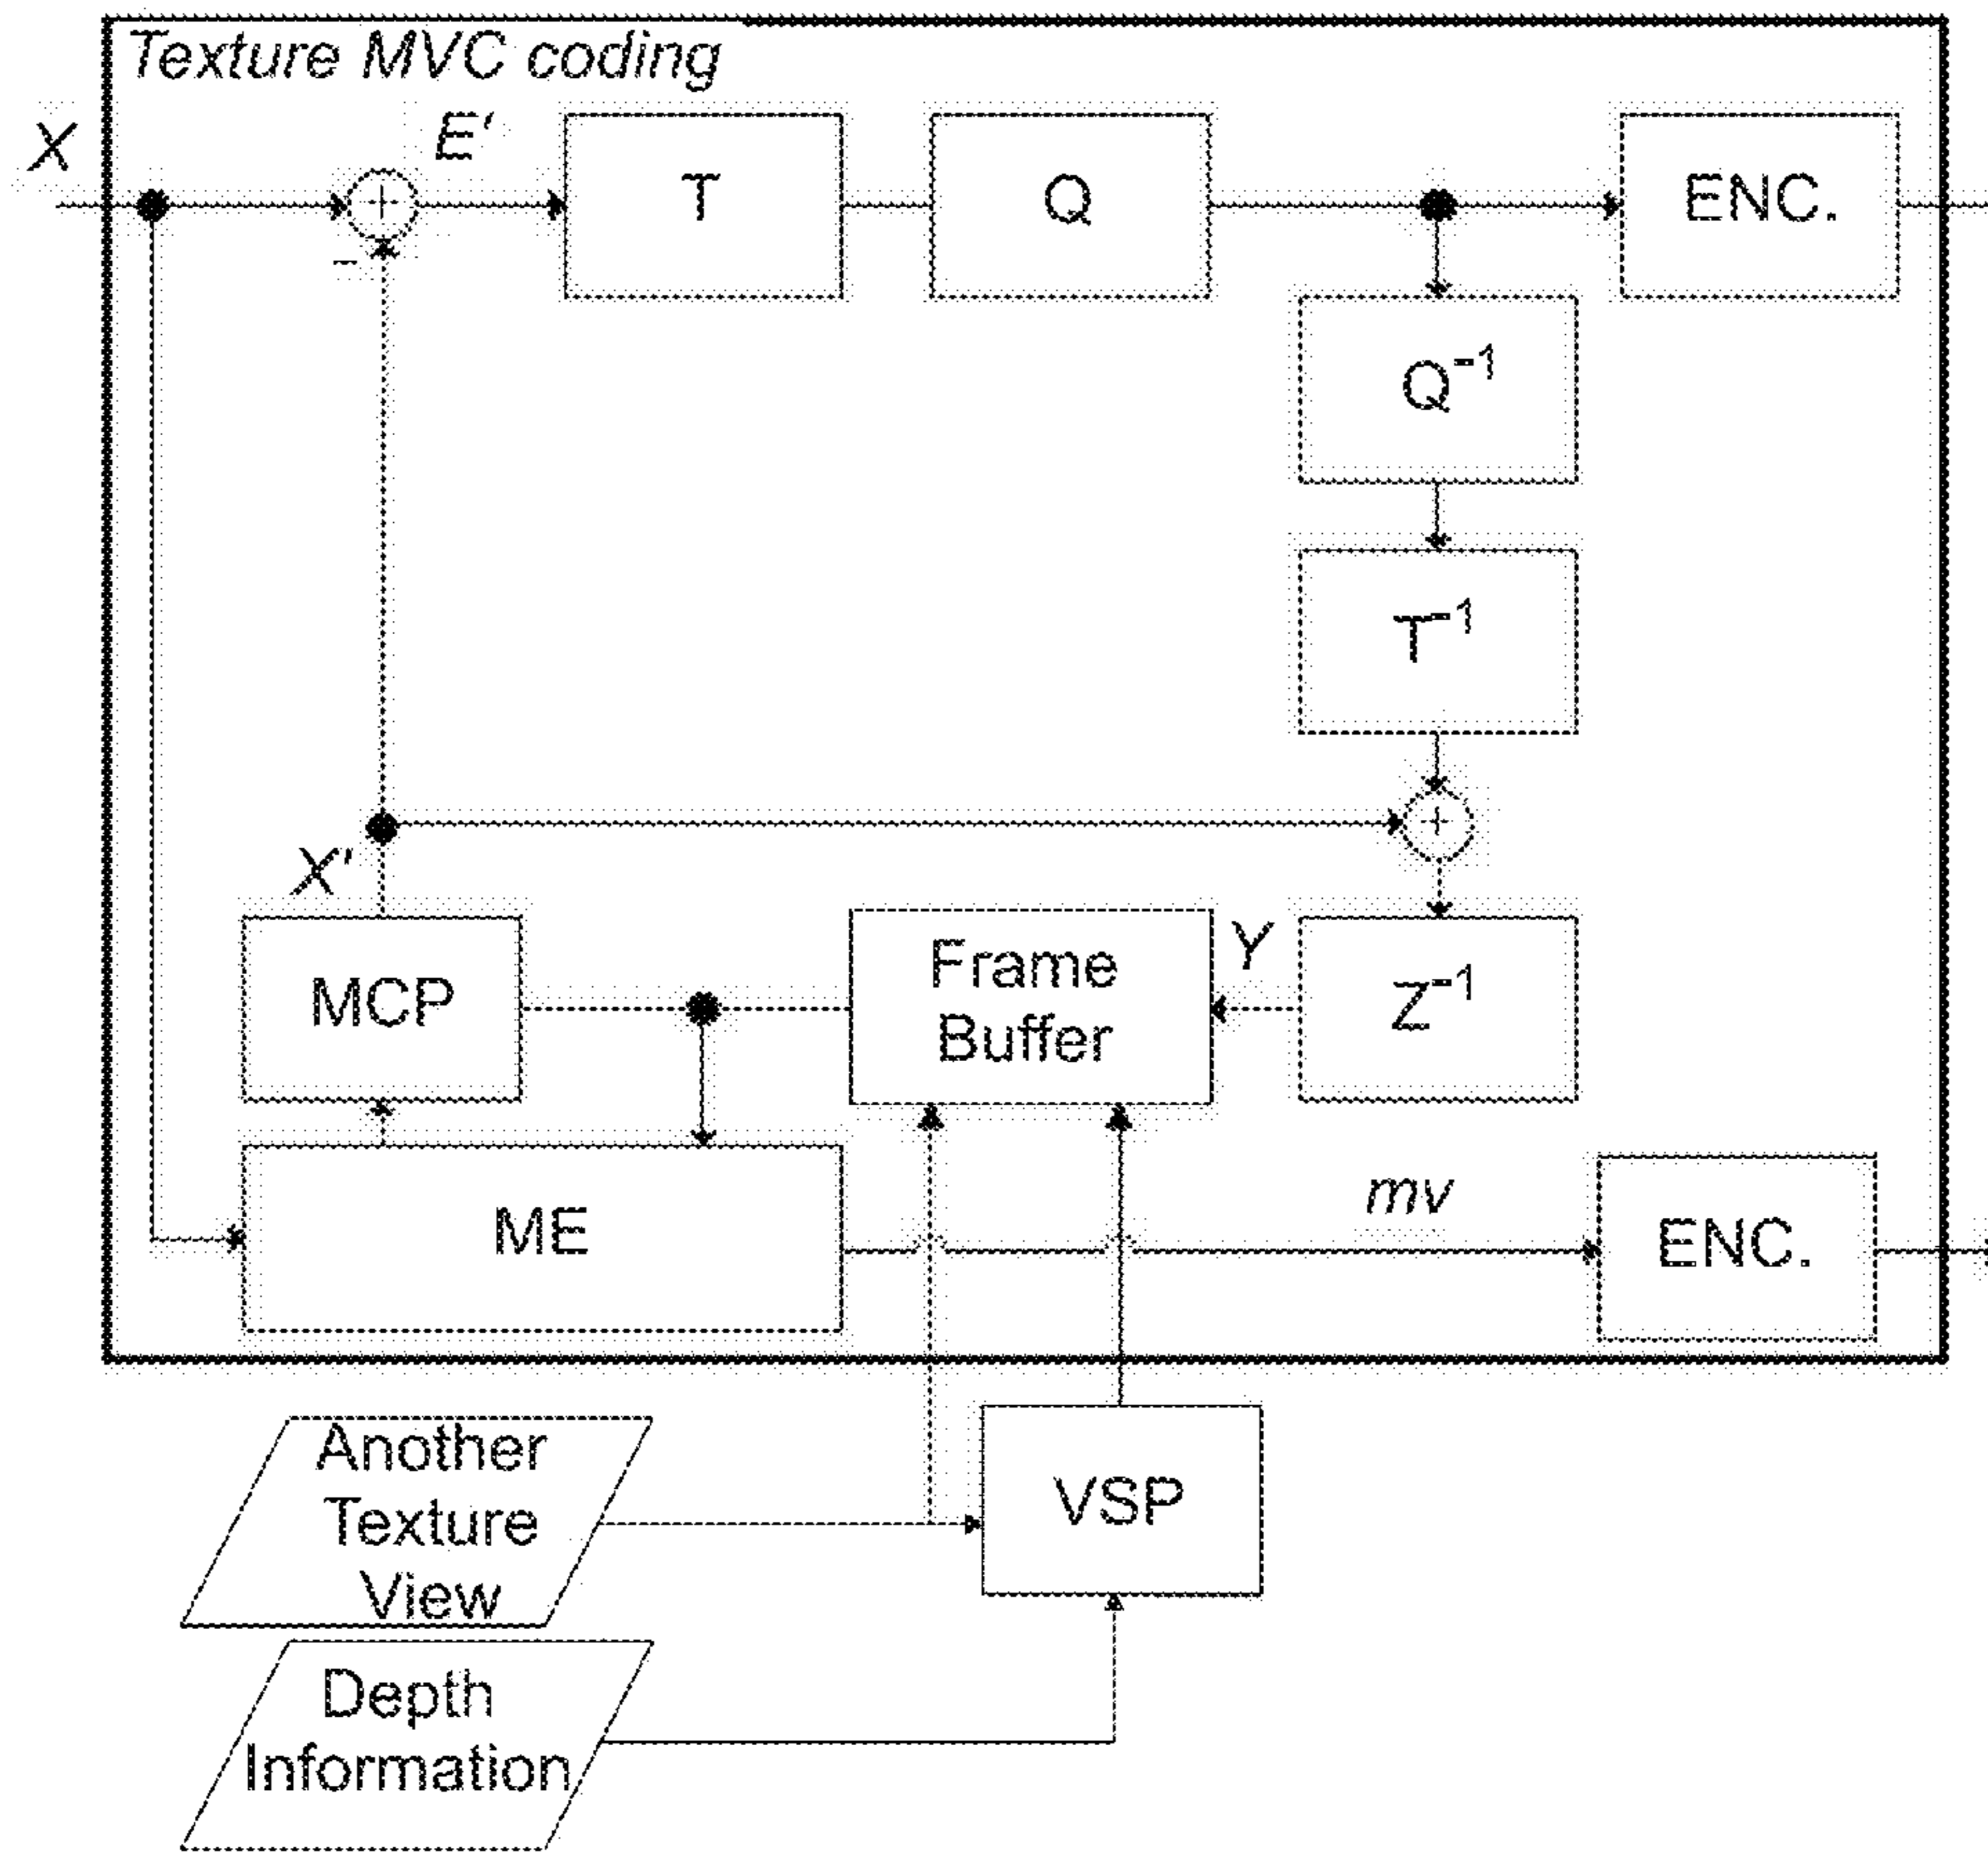 Texture MVC coding
X
E'
+
T
Q
ENC.
–
Q⁻¹
T⁻¹
+
X'
MCP
Frame
Buffer
Y
Z⁻¹
ME
mv
ENC.
Another
Texture
View
VSP
Depth
Information